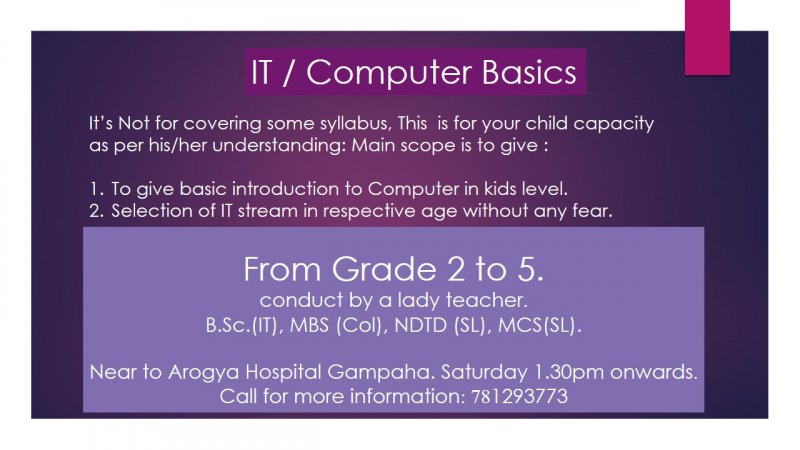 IT / Computer Basics
It's Not for covering some syllabus, This is for your child capacity
as per his/her understanding: Main scope is to give :
1. To give basic introduction to Computer in kids level.
2. Selection of IT stream in respective age without any fear.
From Grade 2 to 5.
conduct by a lady teacher.
B.Sc.(IT), MBS (Col), NDTD (SL), MCS(SL).
Near to Arogya Hospital Gampaha. Saturday 1.30pm onwards.
Call for more information: 781293773